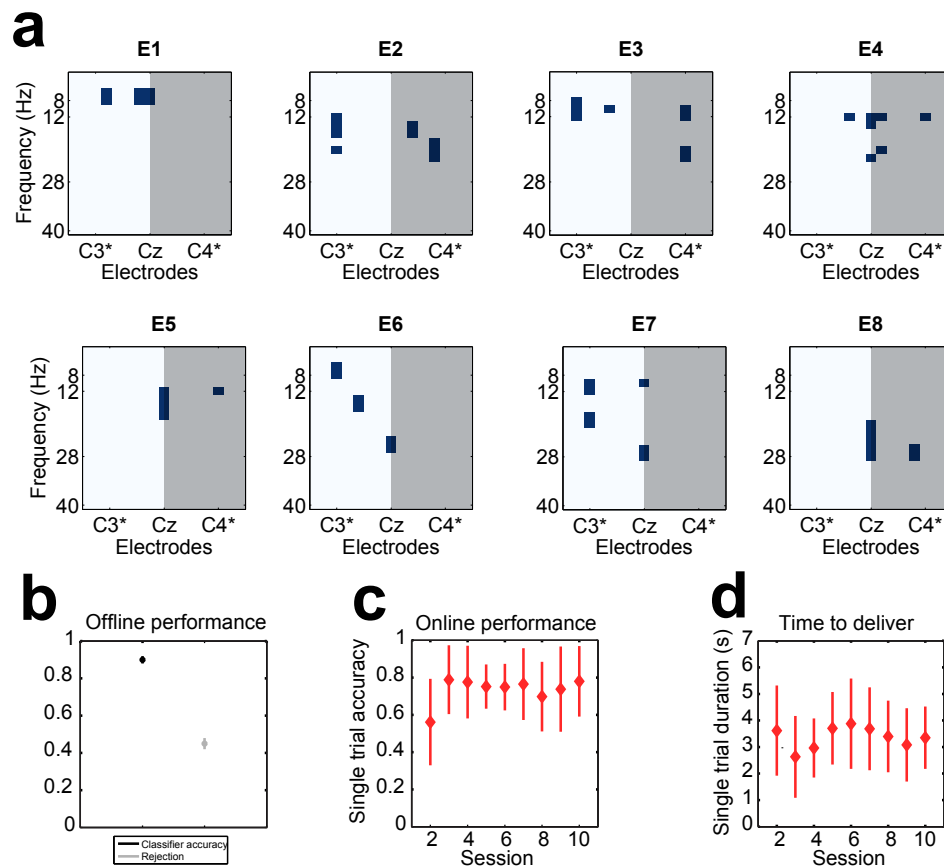 a
E1
E2
E3
E4
Frequency (Hz)
8
12
28
40
8
12
28
40
8
12
28
40
8
12
28
40
C3* Cz C4*
C3* Cz C4*
C3* Cz C4*
C3* Cz C4*
Electrodes
Electrodes
Electrodes
Electrodes
E5
E6
E7
E8
Frequency (Hz)
8
12
28
40
8
12
28
40
8
12
28
40
8
12
28
40
C3* Cz C4*
C3* Cz C4*
C3* Cz C4*
C3* Cz C4*
Electrodes
Electrodes
Electrodes
Electrodes
b
Offline performance
1
0.8
0.6
0.4
0.2
0
Classifier accuracy
Rejection
c
Online performance
Single trial accuracy
1
0.8
0.6
0.4
0.2
0
2 4 6 8 10
Session
d
Time to deliver
Single trial duration (s)
7
6
5
4
3
2
1
0
2 4 6 8 10
Session